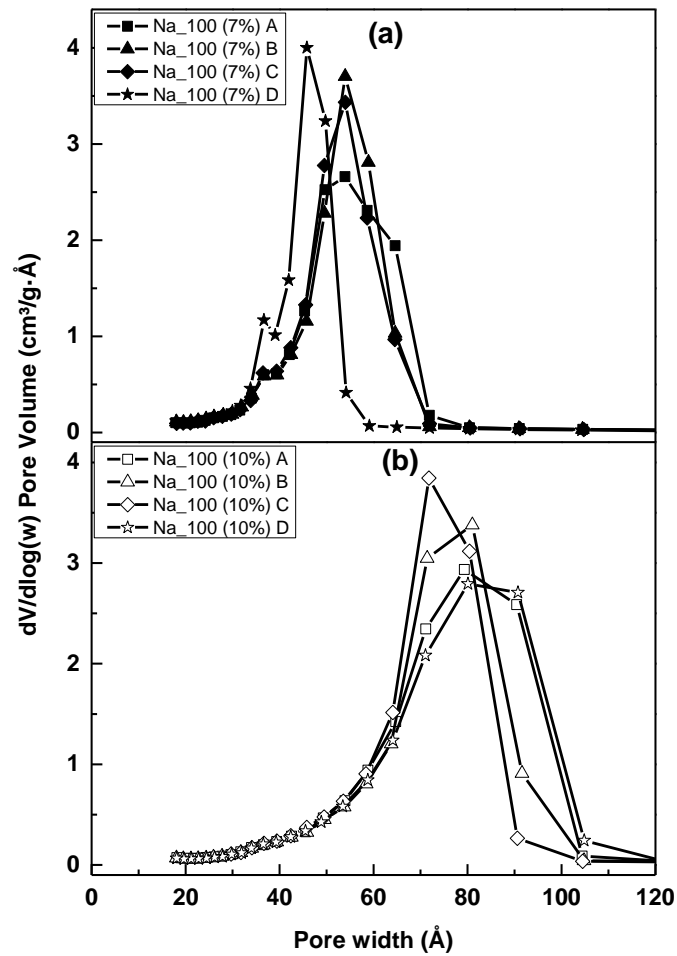 (a)
Na_100 (7%) A
Na_100 (7%) B
Na_100 (7%) C
Na_100 (7%) D
4
3
2
1
0
(b)
Na_100 (10%) A
Na_100 (10%) B
Na_100 (10%) C
Na_100 (10%) D
4
3
2
1
0
dV/dlog(w) Pore Volume (cm³/g·Å)
0 20 40 60 80 100 120
Pore width (Å)